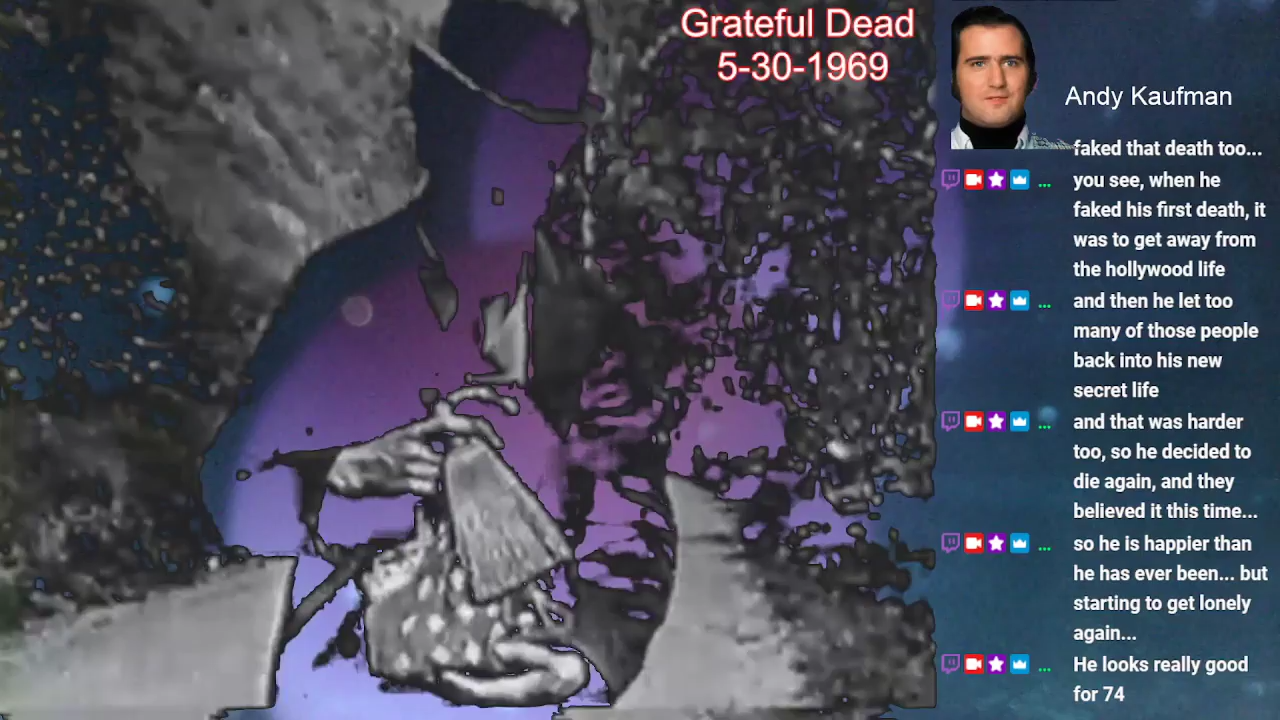 Grateful Dead
5-30-1969
Andy Kaufman
faked that death too...
... you see, when he
faked his first death, it
was to get away from
the hollywood life
... and then he let too
many of those people
back into his new
secret life
... and that was harder
too, so he decided to
die again, and they
believed it this time...
... so he is happier than
he has ever been... but
starting to get lonely
again...
... He looks really good
for 74